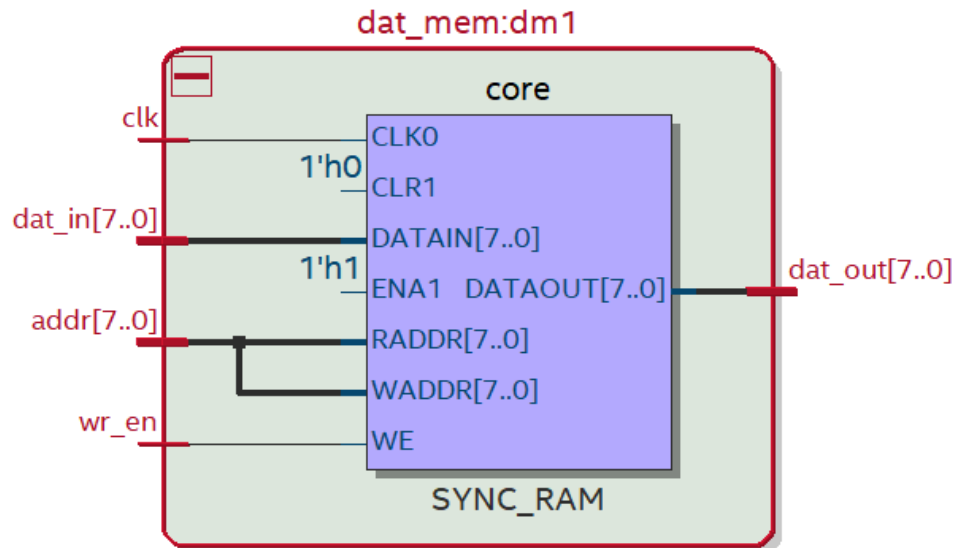 dat_mem:dm1
core
clk
CLK0
1'h0
CLR1
dat_in[7..0]
DATAIN[7..0]
1'h1
ENA1 DATAOUT[7..0]
dat_out[7..0]
addr[7..0]
RADDR[7..0]
WADDR[7..0]
wr_en
WE
SYNC_RAM